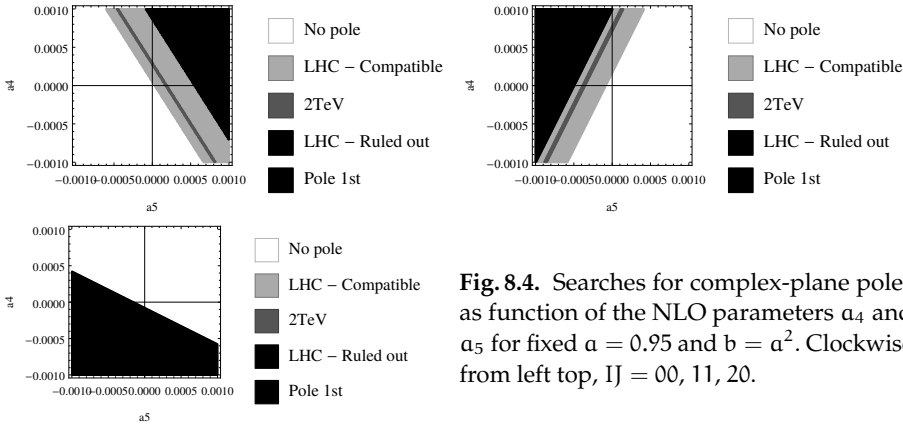 0.0010
0.0005
0.0000
−0.0005
−0.0010
a4
−0.0010−0.00050.0000 0.0005 0.0010
a5
No pole
LHC − Compatible
2TeV
LHC − Ruled out
Pole 1st
0.0010
0.0005
0.0000
−0.0005
−0.0010
a4
−0.0010−0.00050.0000 0.0005 0.0010
a5
No pole
LHC − Compatible
2TeV
LHC − Ruled out
Pole 1st
0.0010
0.0005
0.0000
−0.0005
−0.0010
a4
−0.0010−0.00050.0000 0.0005 0.0010
a5
No pole
LHC − Compatible
2TeV
LHC − Ruled out
Pole 1st
Fig. 8.4. Searches for complex-plane pole
as function of the NLO parameters a₄ and
a₅ for fixed a = 0.95 and b = a². Clockwise
from left top, IJ = 00, 11, 20.